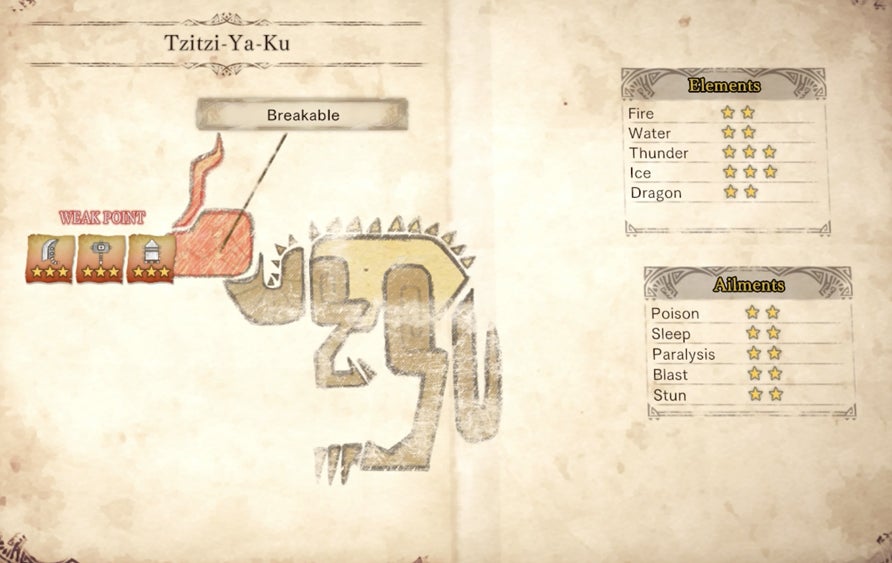 Tzitzi-Ya-Ku
Breakable
WEAK POINT
Elements
Fire
Water
Thunder
Ice
Dragon
Ailments
Poison
Sleep
Paralysis
Blast
Stun